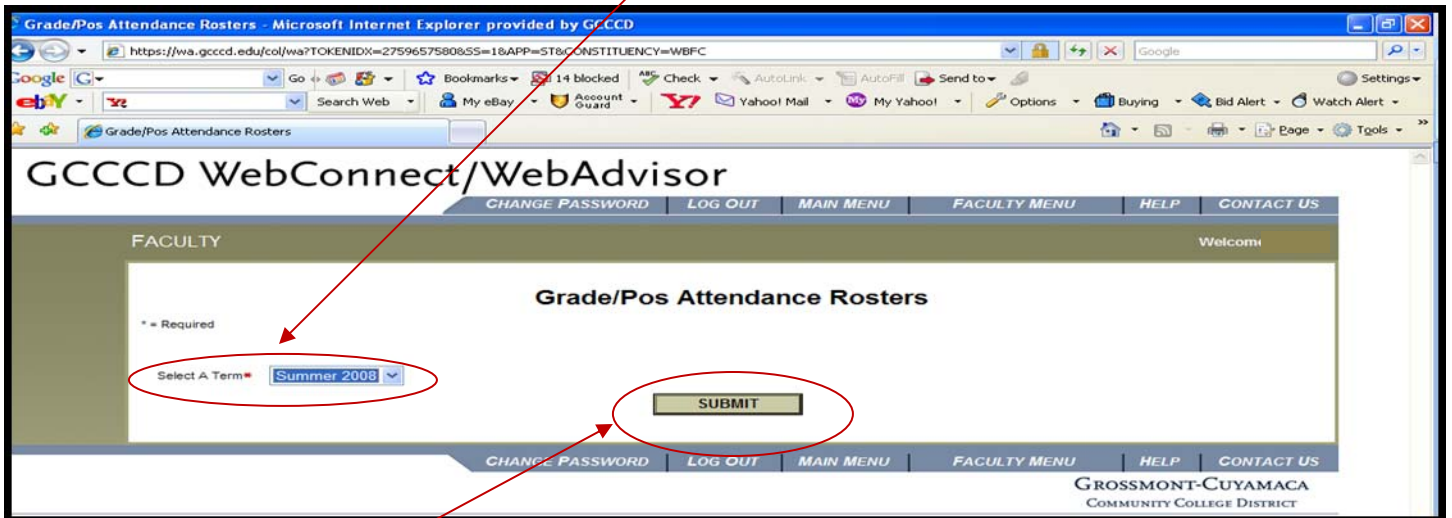 Grade/Pos Attendance Rosters - Microsoft Internet Explorer provided by GCCCD
https://wa.gcccd.edu/col/wa?TOKENIDX=2759657580&SS=1&APP=ST&CONSTITUENCY=WBFC Google
Google G Go Bookmarks 14 blocked ABC Check AutoLink AutoFill Send to Settings
ebY Y! Search Web My eBay Account Guard Y7 Yahoo! Mail My Yahoo! Options Buying Bid Alert Watch Alert
Grade/Pos Attendance Rosters Page Tools »
GCCCD WebConnect/WebAdvisor
CHANGE PASSWORD LOG OUT MAIN MENU FACULTY MENU HELP CONTACT US
FACULTY Welcome
Grade/Pos Attendance Rosters
* = Required
Select A Term* Summer 2008
SUBMIT
CHANGE PASSWORD LOG OUT MAIN MENU FACULTY MENU HELP CONTACT US
GROSSMONT-CUYAMACA
COMMUNITY COLLEGE DISTRICT